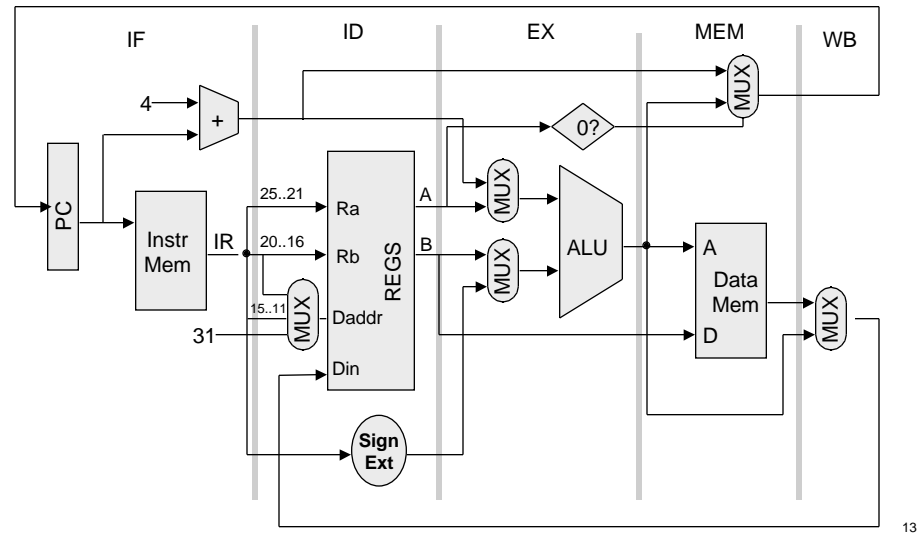 IF
ID
EX
MEM
WB
4
+
MUX
0?
PC
Instr
Mem
IR
25..21
20..16
15..11
31
MUX
Ra
Rb
Daddr
Din
REGS
A
B
Sign
Ext
MUX
MUX
ALU
A
Data
Mem
D
MUX
13